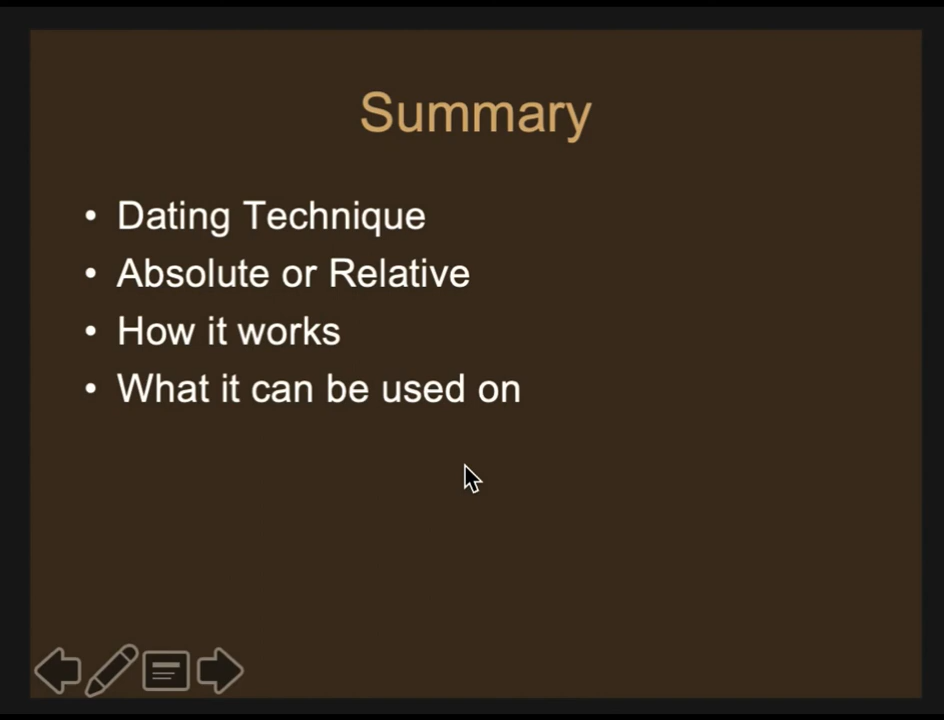 Summary
• Dating Technique
• Absolute or Relative
• How it works
• What it can be used on